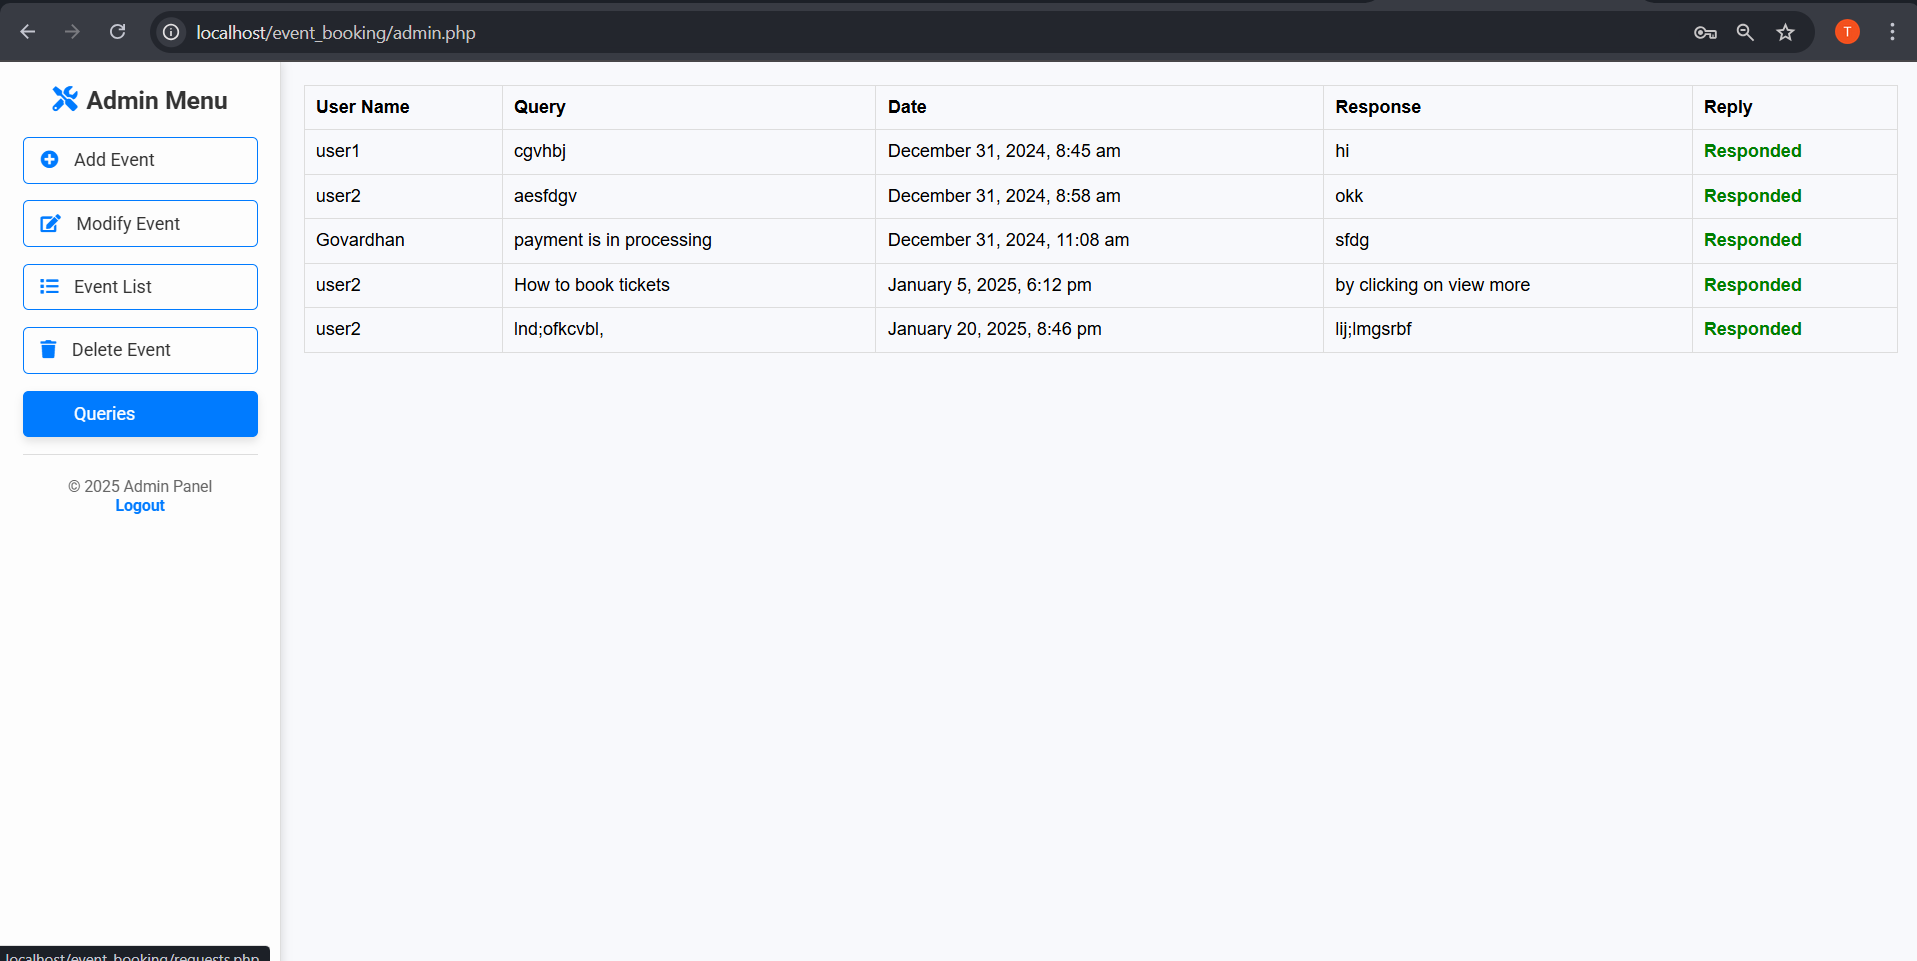 localhost/event_booking/admin.php
T
Admin Menu
Add Event
Modify Event
Event List
Delete Event
Queries
© 2025 Admin Panel
Logout
User Name Query Date Response Reply
user1 cgvhbj December 31, 2024, 8:45 am hi Responded
user2 aesfdgv December 31, 2024, 8:58 am okk Responded
Govardhan payment is in processing December 31, 2024, 11:08 am sfdg Responded
user2 How to book tickets January 5, 2025, 6:12 pm by clicking on view more Responded
user2 lnd;ofkcvbl, January 20, 2025, 8:46 pm lij;lmgsrbf Responded
localhost/event_booking/requests.php